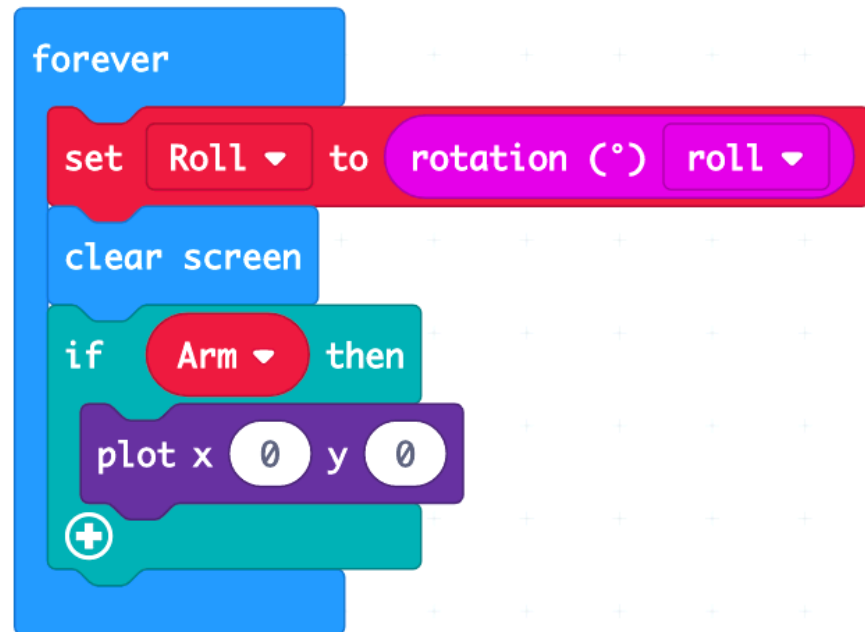 forever
set Roll to rotation (°) roll
clear screen
if Arm then
plot x 0 y 0